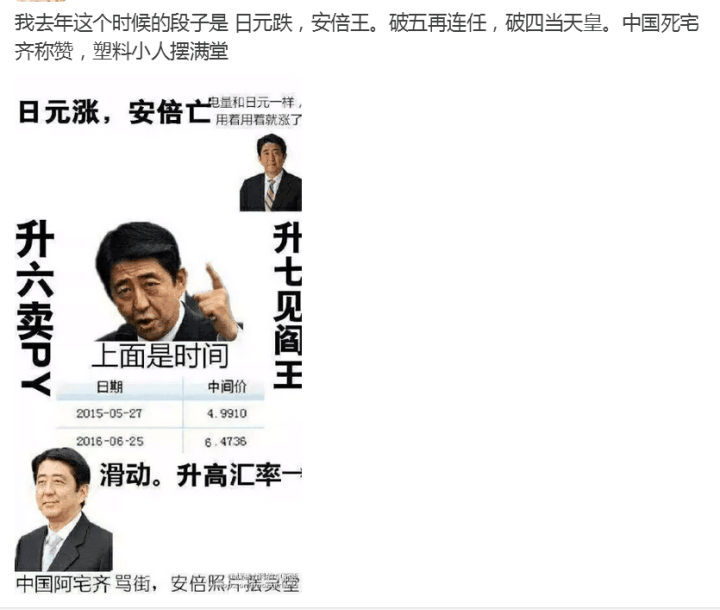 我去年这个时候的段子是 日元跌，安倍王。破五再连任，破四当天皇。中国死宅
齐称赞，塑料小人摆满堂
日元涨，安倍亡
电量和日元一样，
用着用着就涨了
升六卖PY
升七见阎王
上面是时间
日期 中间价
2015-05-27 4.9910
2016-06-25 6.4736
滑动。升高汇率一
中国阿宅齐骂街，安倍照片摆灵堂